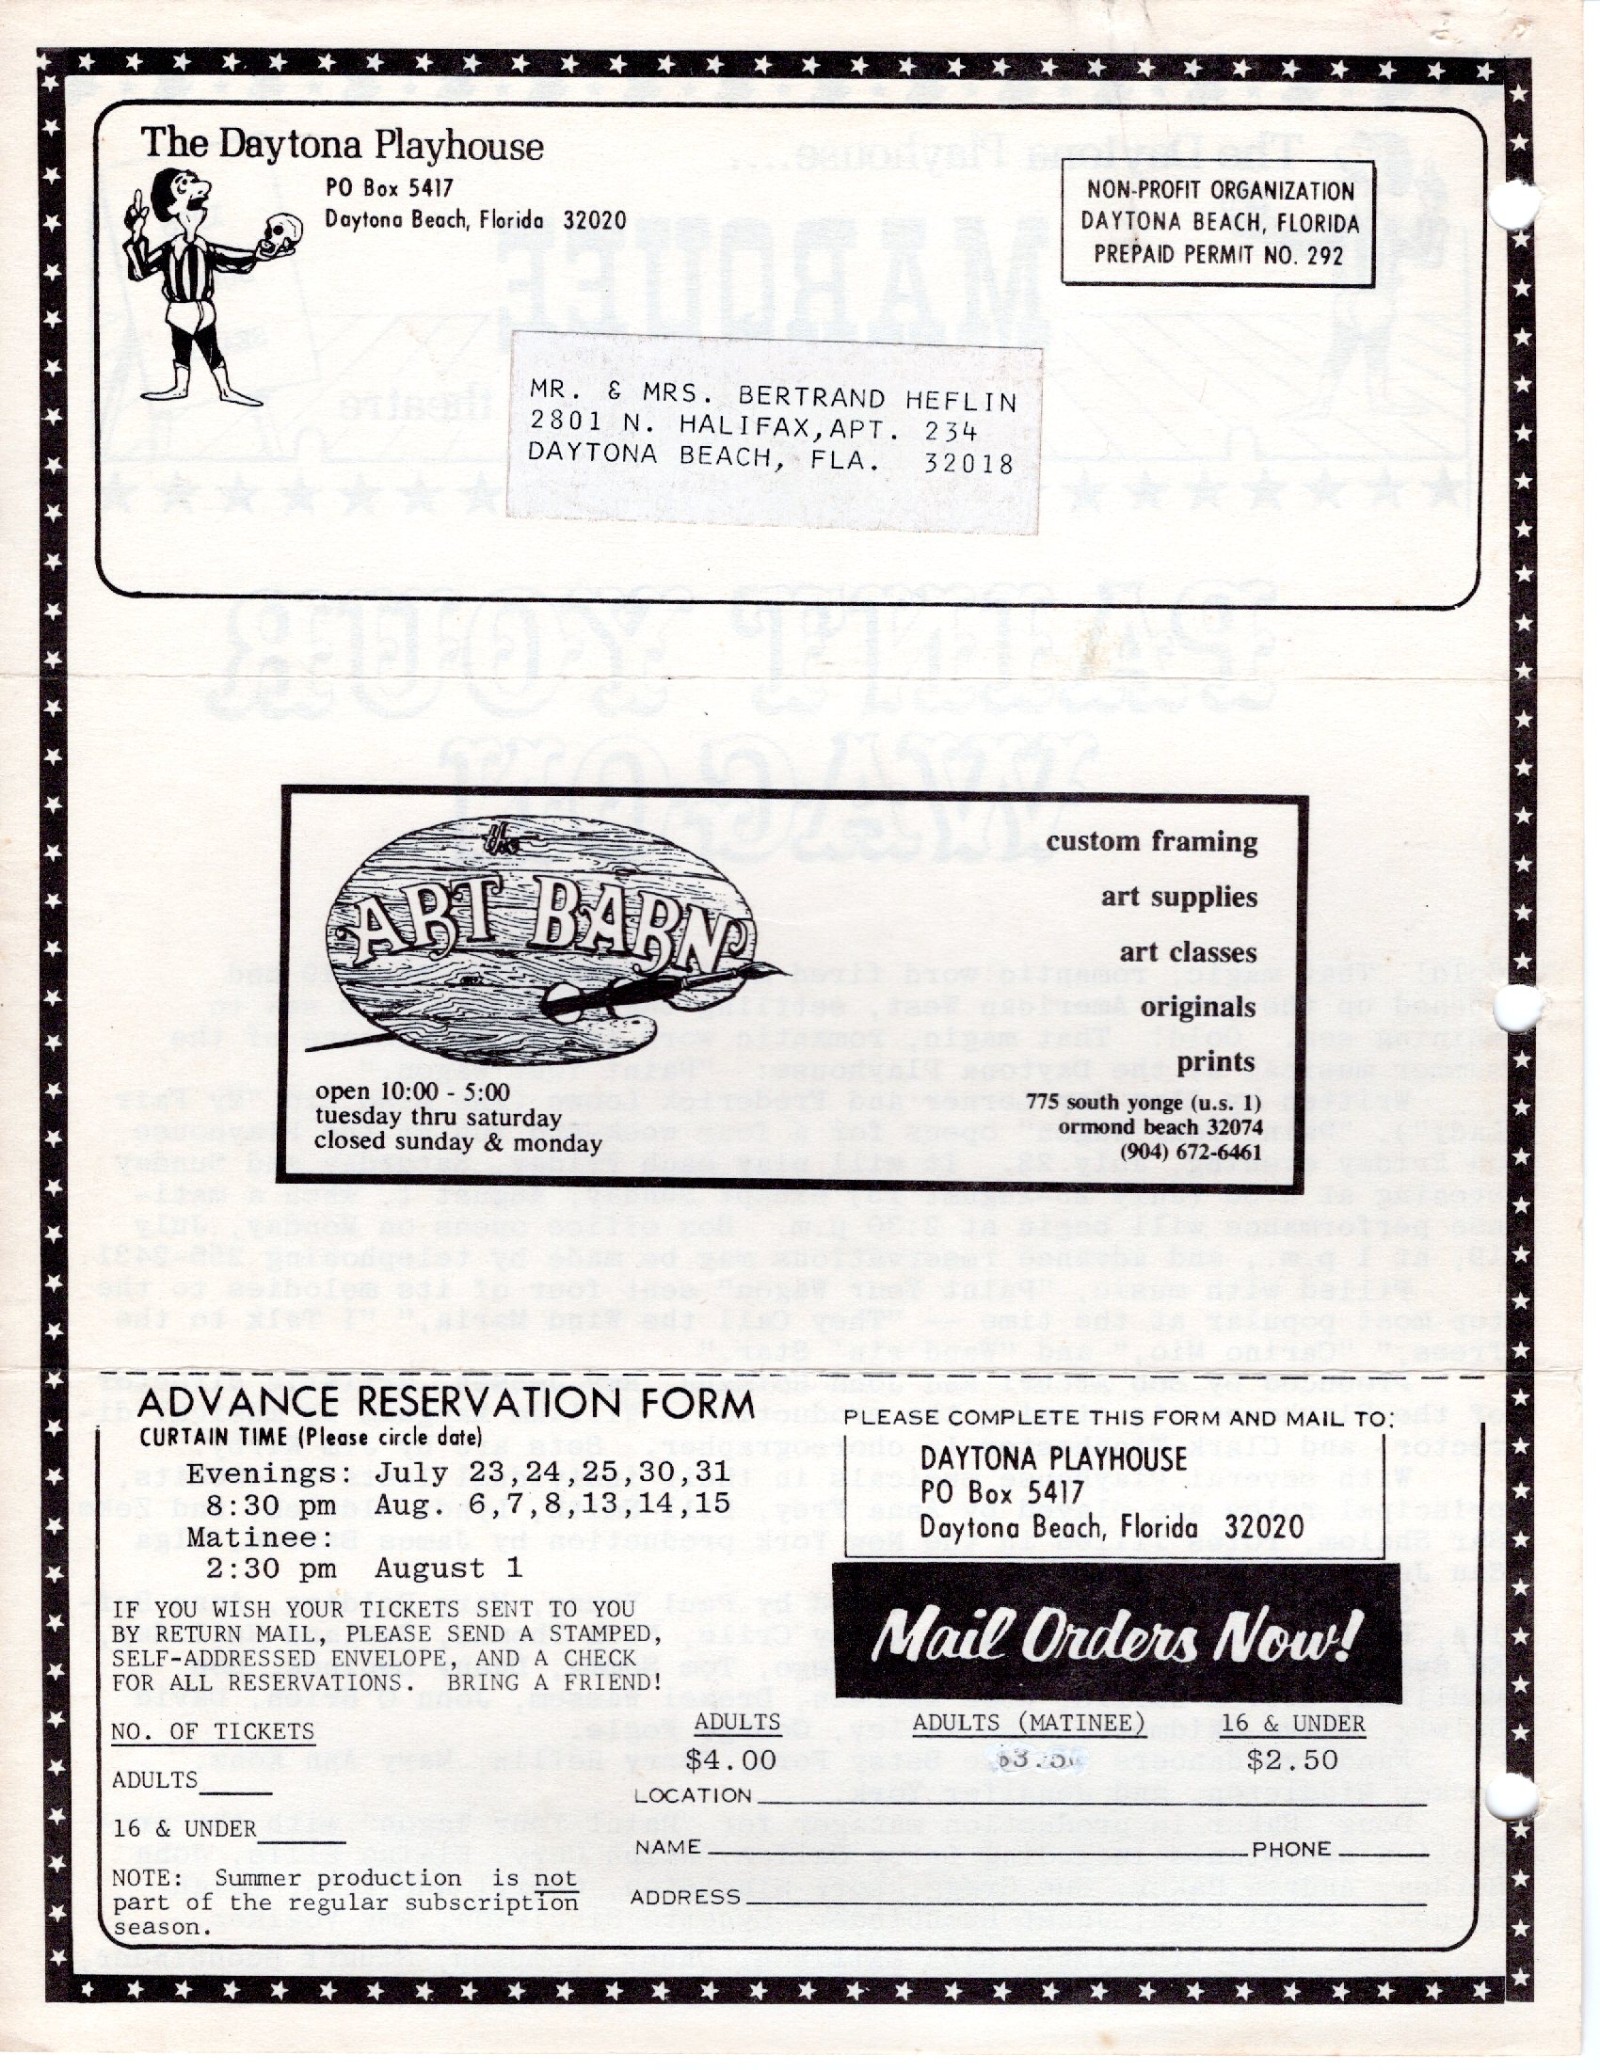 The Daytona Playhouse
PO Box 5417
Daytona Beach, Florida 32020
NON-PROFIT ORGANIZATION
DAYTONA BEACH, FLORIDA
PREPAID PERMIT NO. 292
MR. & MRS. BERTRAND HEFLIN
2801 N. HALIFAX, APT. 234
DAYTONA BEACH, FLA. 32018
the
ART BARN
custom framing
art supplies
art classes
originals
prints
open 10:00 - 5:00
tuesday thru saturday
closed sunday & monday
775 south yonge (u.s. 1)
ormond beach 32074
(904) 672-6461
ADVANCE RESERVATION FORM
CURTAIN TIME (Please circle date)
Evenings: July 23,24,25,30,31
8:30 pm Aug. 6,7,8,13,14,15
Matinee:
2:30 pm August 1
IF YOU WISH YOUR TICKETS SENT TO YOU
BY RETURN MAIL, PLEASE SEND A STAMPED,
SELF-ADDRESSED ENVELOPE, AND A CHECK
FOR ALL RESERVATIONS. BRING A FRIEND!
PLEASE COMPLETE THIS FORM AND MAIL TO:
DAYTONA PLAYHOUSE
PO Box 5417
Daytona Beach, Florida 32020
Mail Orders Now!
NO. OF TICKETS
ADULTS
16 & UNDER
NOTE: Summer production is not
part of the regular subscription
season.
ADULTS ADULTS (MATINEE) 16 & UNDER
$4.00 $2.50
LOCATION
NAME PHONE
ADDRESS